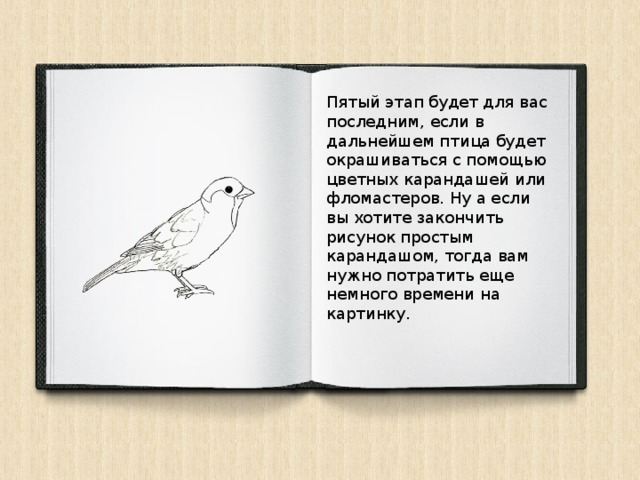 Пятый этап будет для вас
последним, если в
дальнейшем птица будет
окрашиваться с помощью
цветных карандашей или
фломастеров. Ну а если
вы хотите закончить
рисунок простым
карандашом, тогда вам
нужно потратить еще
немного времени на
картинку.